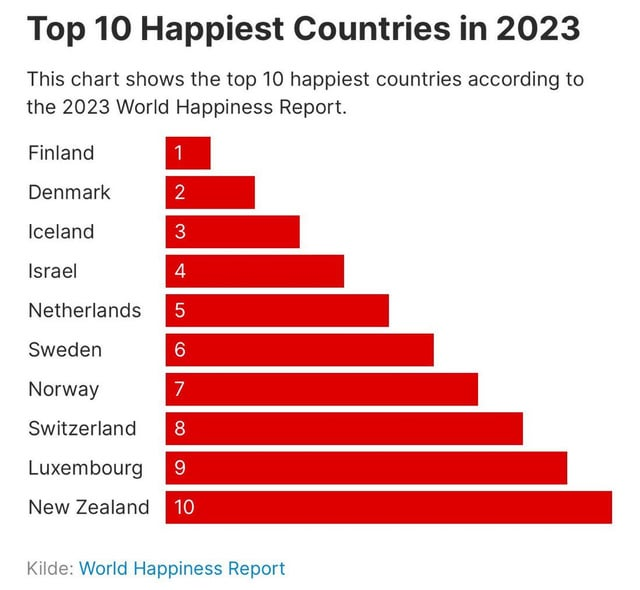 Top 10 Happiest Countries in 2023
This chart shows the top 10 happiest countries according to
the 2023 World Happiness Report.
Finland 1
Denmark 2
Iceland 3
Israel 4
Netherlands 5
Sweden 6
Norway 7
Switzerland 8
Luxembourg 9
New Zealand 10
Kilde: World Happiness Report